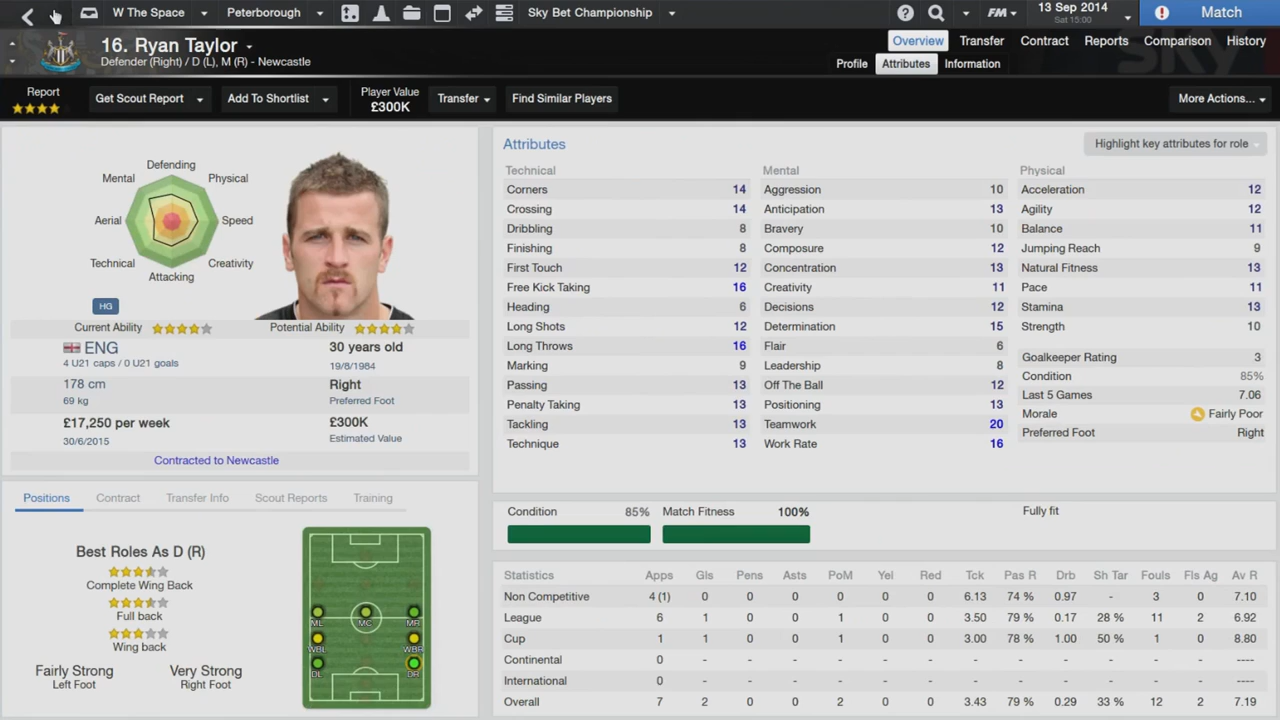 W The Space Peterborough Sky Bet Championship FM 13 Sep 2014 Match
Sat 15:00
16. Ryan Taylor
Defender (Right) / D (L), M (R) - Newcastle
Overview Transfer Contract Reports Comparison History
Profile Attributes Information
Report
Get Scout Report Add To Shortlist Player Value £300K Transfer Find Similar Players More Actions...
Defending
Mental Physical
Aerial Speed
Technical Creativity
Attacking
HG
Current Ability Potential Ability
ENG 30 years old
4 U21 caps / 0 U21 goals 19/8/1984
178 cm Right
69 kg Preferred Foot
£17,250 per week £300K
30/6/2015 Estimated Value
Contracted to Newcastle
Attributes Highlight key attributes for role
Technical Mental Physical
Corners 14 Aggression 10 Acceleration 12
Crossing 14 Anticipation 13 Agility 12
Dribbling 8 Bravery 10 Balance 11
Finishing 8 Composure 12 Jumping Reach 9
First Touch 12 Concentration 13 Natural Fitness 13
Free Kick Taking 16 Creativity 11 Pace 11
Heading 6 Decisions 12 Stamina 13
Long Shots 12 Determination 15 Strength 10
Long Throws 16 Flair 6
Marking 9 Leadership 8 Goalkeeper Rating 3
Passing 13 Off The Ball 12 Condition 85%
Penalty Taking 13 Positioning 13 Last 5 Games 7.06
Tackling 13 Teamwork 20 Morale Fairly Poor
Technique 13 Work Rate 16 Preferred Foot Right
Positions Contract Transfer Info Scout Reports Training
Best Roles As D (R)
Complete Wing Back
Full back
Wing back
Fairly Strong Very Strong
Left Foot Right Foot
ML MC MR
WBL WBR
DL DR
Condition 85% Match Fitness 100% Fully fit
Statistics Apps Gls Pens Asts PoM Yel Red Tck Pas R Drb Sh Tar Fouls Fls Ag Av R
Non Competitive 4 (1) 0 0 0 0 0 0 6.13 74 % 0.97 - 3 0 7.10
League 6 1 0 0 1 0 0 3.50 79 % 0.17 28 % 11 2 6.92
Cup 1 1 0 0 1 0 0 3.00 78 % 1.00 50 % 1 0 8.80
Continental 0 - - - - - - - - - - - - ----
International 0 - - - - - - - - - - - - ----
Overall 7 2 0 0 2 0 0 3.43 79 % 0.29 33 % 12 2 7.19